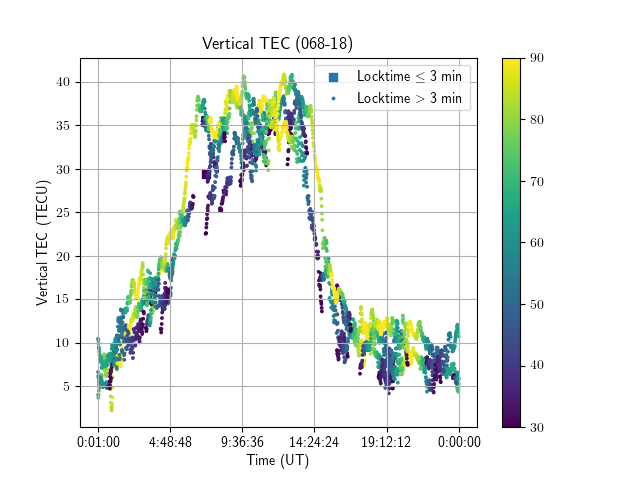 Vertical TEC (068-18)
Locktime ≤ 3 min
Locktime > 3 min
Vertical TEC (TECU)
40
35
30
25
20
15
10
5
0:01:00 4:48:48 9:36:36 14:24:24 19:12:12 0:00:00
Time (UT)
90
80
70
60
50
40
30